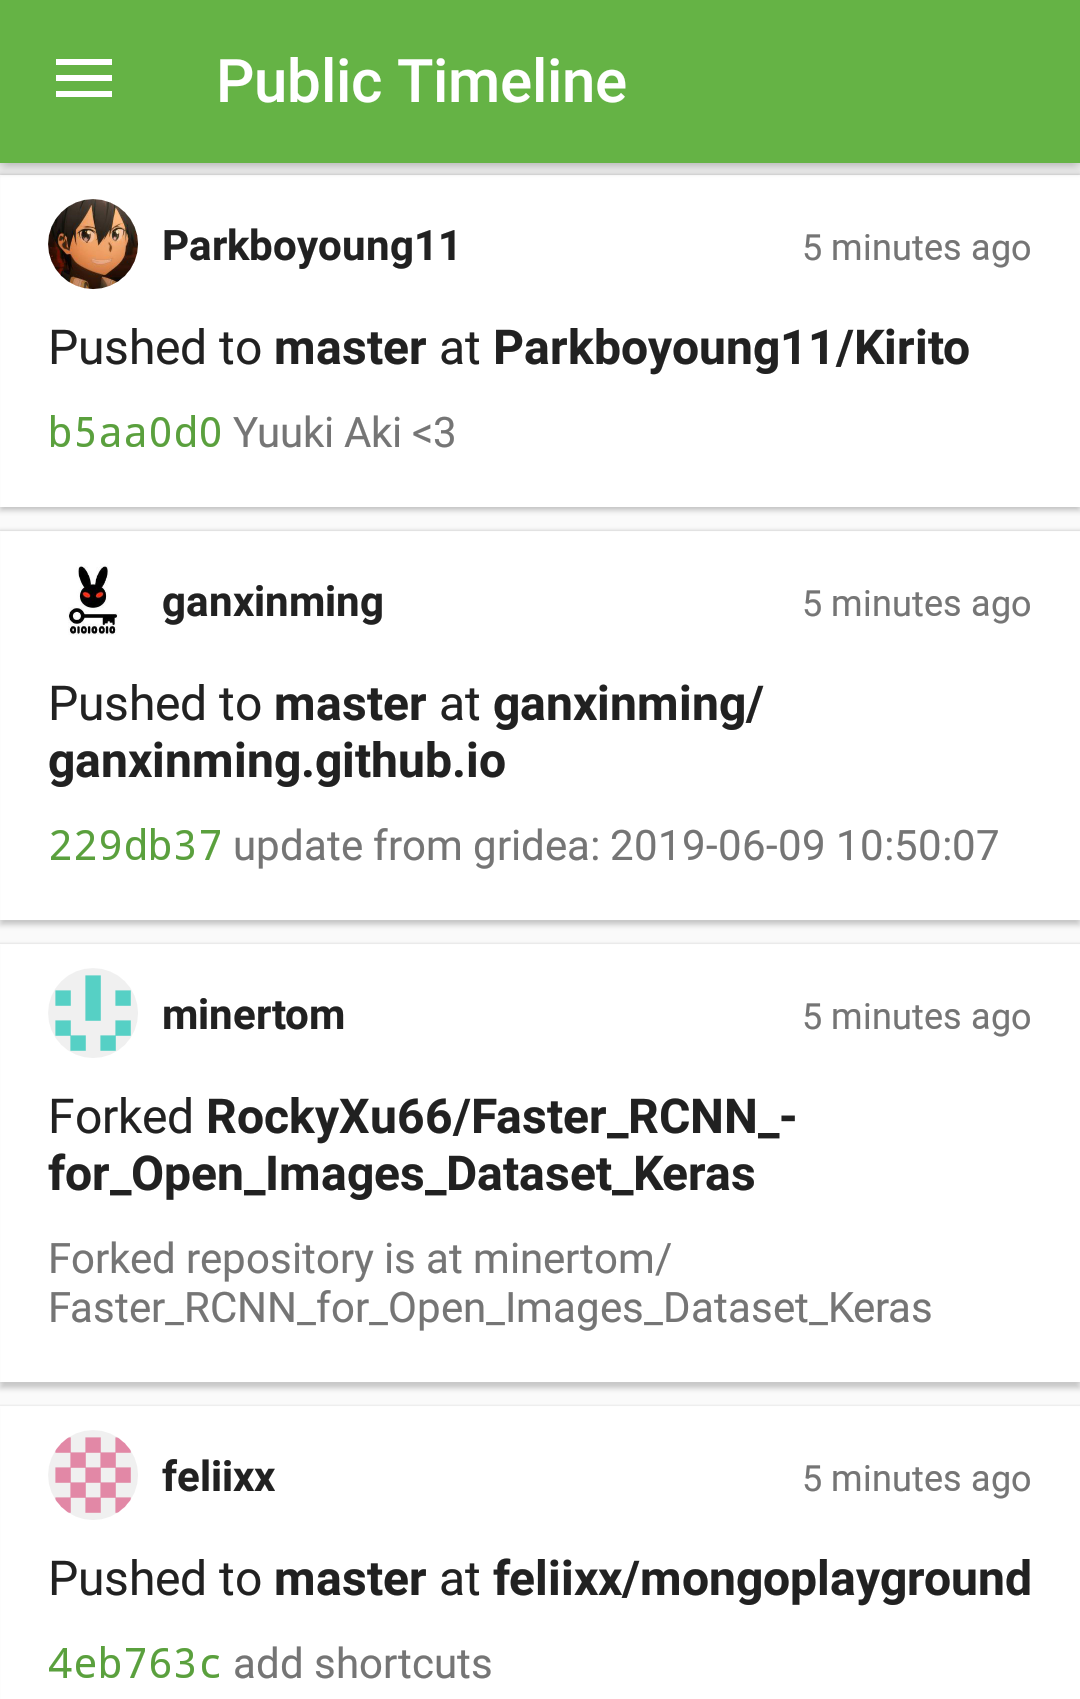 Public Timeline
Parkboyoung11
5 minutes ago
Pushed to master at Parkboyoung11/Kirito
b5aa0d0 Yuuki Aki <3
01010010
ganxinming
5 minutes ago
Pushed to master at ganxinming/
ganxinming.github.io
229db37 update from gridea: 2019-06-09 10:50:07
minertom
5 minutes ago
Forked RockyXu66/Faster_RCNN_-
for_Open_Images_Dataset_Keras
Forked repository is at minertom/
Faster_RCNN_for_Open_Images_Dataset_Keras
feliixx
5 minutes ago
Pushed to master at feliixx/mongoplayground
4eb763c add shortcuts